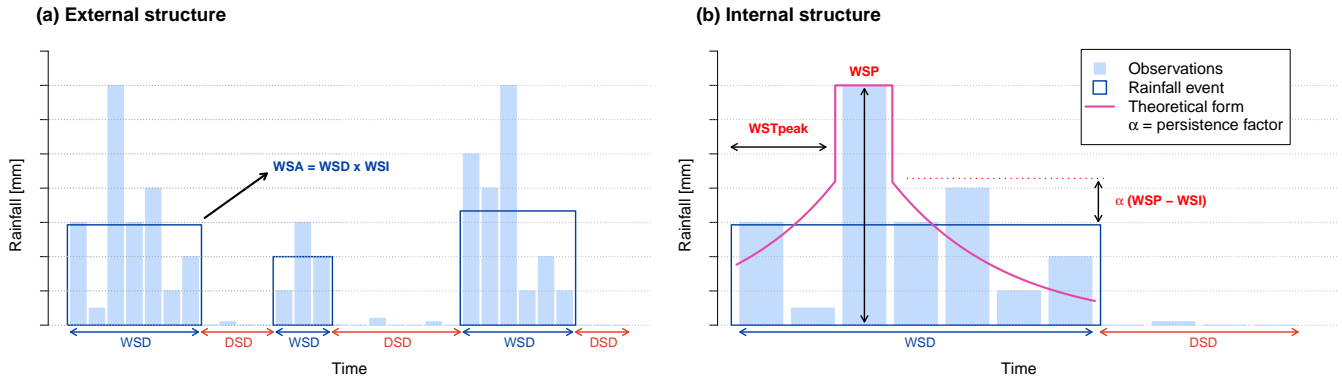 (a) External structure
Rainfall [mm]
WSA = WSD x WSI
WSD
DSD
WSD
DSD
WSD
DSD
Time
(b) Internal structure
Rainfall [mm]
WSP
WSTpeak
α (WSP − WSI)
Observations
Rainfall event
Theoretical form
α = persistence factor
WSD
DSD
Time